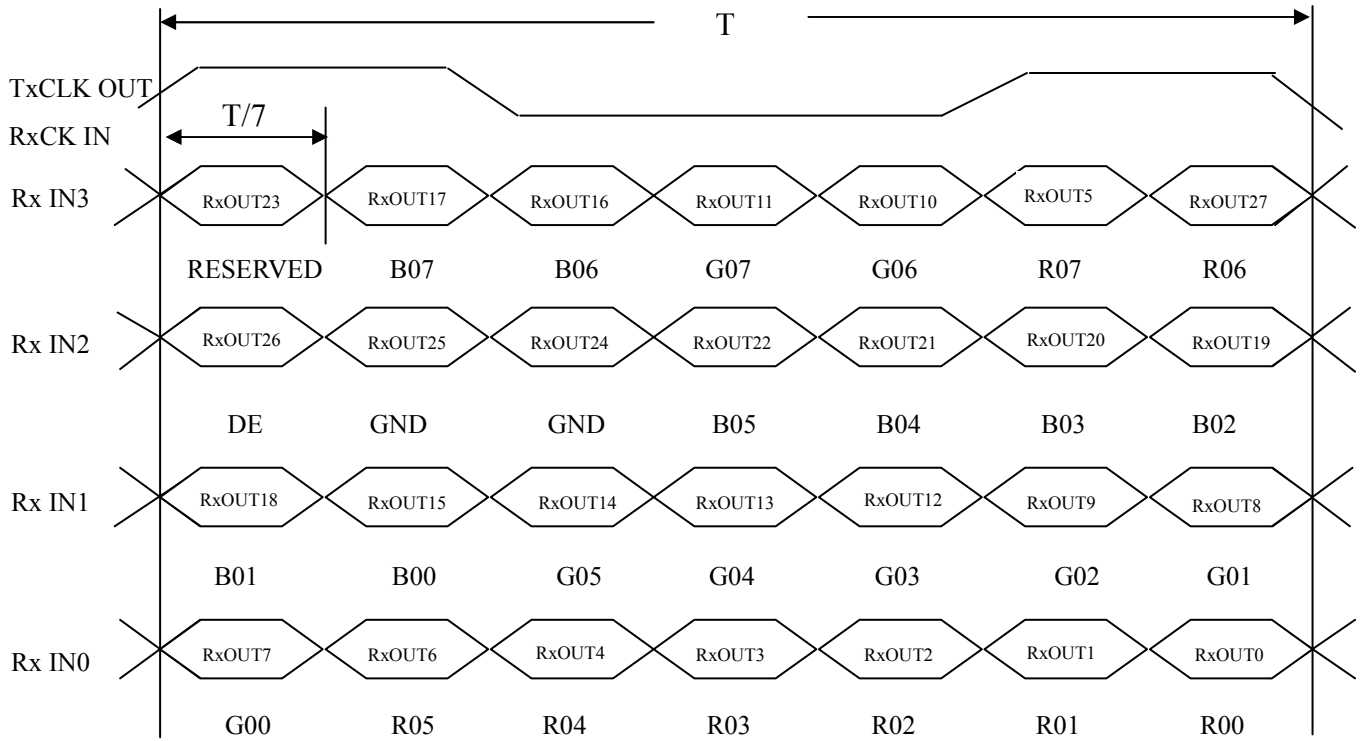 T
TxCLK OUT
T/7
RxCK IN
Rx IN3 RxOUT23 RxOUT17 RxOUT16 RxOUT11 RxOUT10 RxOUT5 RxOUT27
RESERVED B07 B06 G07 G06 R07 R06
Rx IN2 RxOUT26 RxOUT25 RxOUT24 RxOUT22 RxOUT21 RxOUT20 RxOUT19
DE GND GND B05 B04 B03 B02
Rx IN1 RxOUT18 RxOUT15 RxOUT14 RxOUT13 RxOUT12 RxOUT9 RxOUT8
B01 B00 G05 G04 G03 G02 G01
Rx IN0 RxOUT7 RxOUT6 RxOUT4 RxOUT3 RxOUT2 RxOUT1 RxOUT0
G00 R05 R04 R03 R02 R01 R00